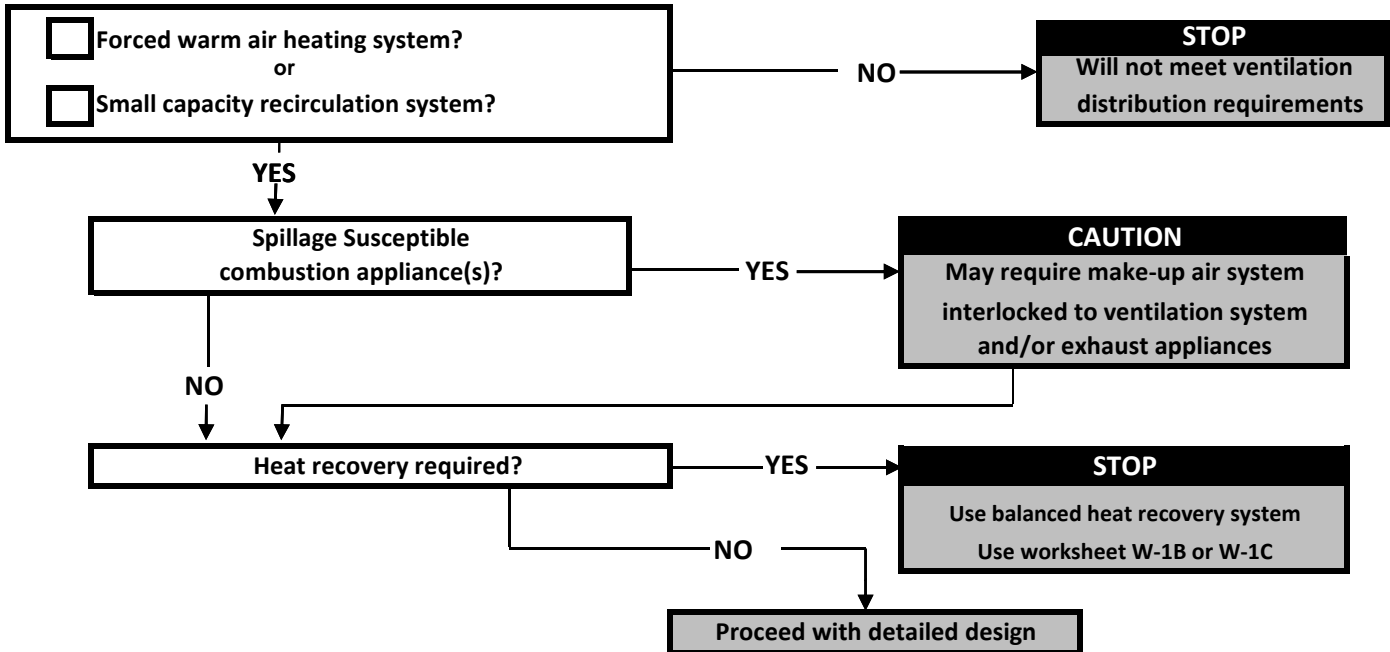 Forced warm air heating system?
or
Small capacity recirculation system?
NO
STOP
Will not meet ventilation
distribution requirements
YES
Spillage Susceptible
combustion appliance(s)?
YES
CAUTION
May require make-up air system
interlocked to ventilation system
and/or exhaust appliances
NO
Heat recovery required?
YES
STOP
Use balanced heat recovery system
Use worksheet W-1B or W-1C
NO
Proceed with detailed design